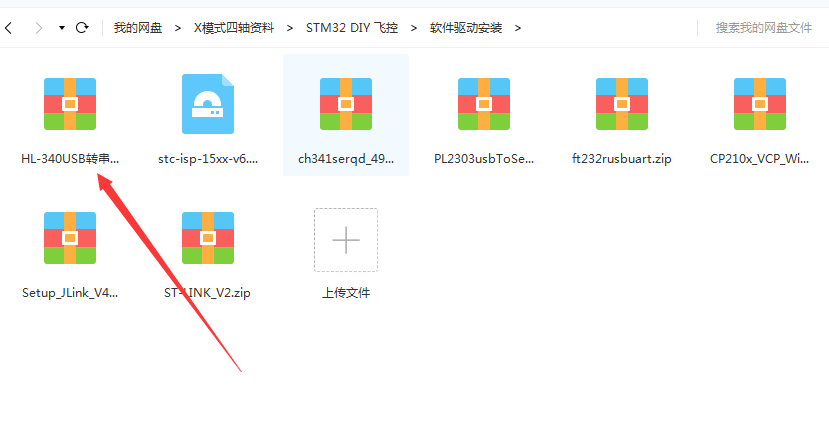 我的网盘 > X模式四轴资料 > STM32 DIY 飞控 > 软件驱动安装 >
搜索我的网盘文件
HL-340USB转串...
stc-isp-15xx-v6....
ch341serqd_49...
PL2303usbToSe...
ft232rusbuart.zip
CP210x_VCP_Wi...
Setup_JLink_V4...
ST-LINK_V2.zip
上传文件